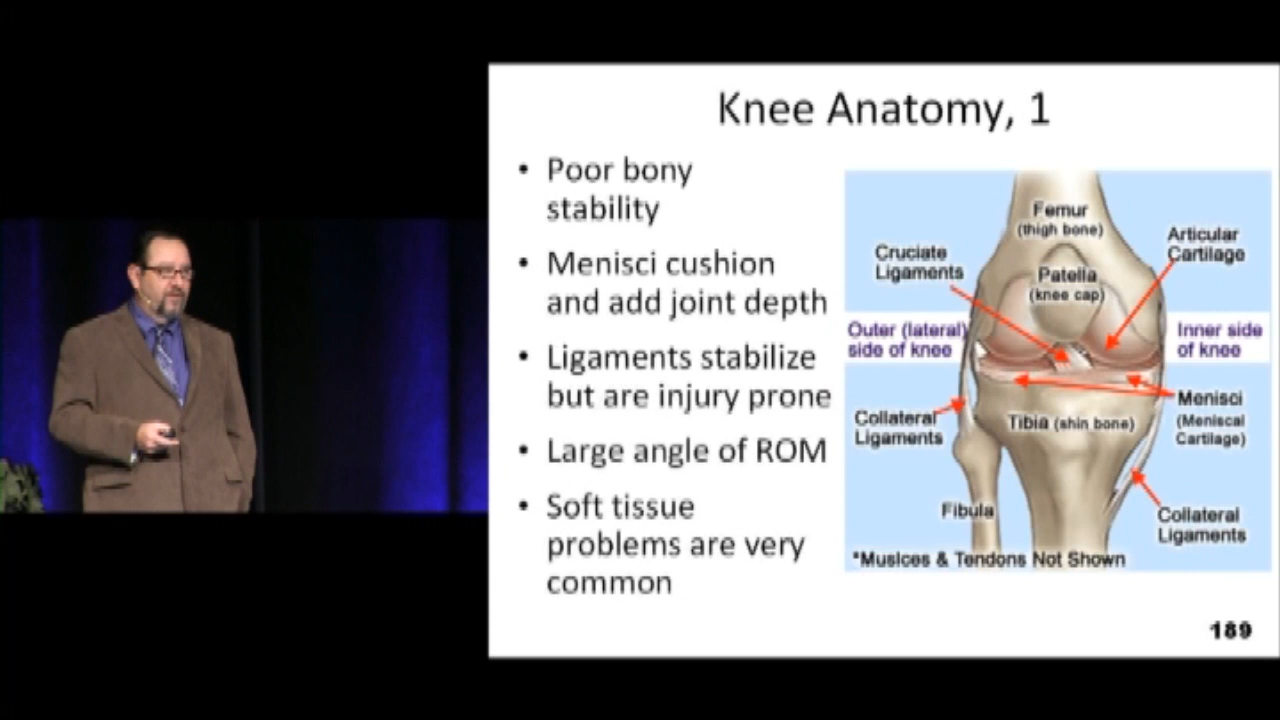 Knee Anatomy, 1
• Poor bony
stability
• Menisci cushion
and add joint depth
• Ligaments stabilize
but are injury prone
• Large angle of ROM
• Soft tissue
problems are very
common
Femur
(thigh bone)
Articular
Cartilage
Cruciate
Ligaments
Patella
(knee cap)
Outer (lateral)
side of knee
Inner side
of knee
Menisci
(Meniscal
Cartilage)
Collateral
Ligaments
Tibia (shin bone)
Fibula
Collateral
Ligaments
*Muslces & Tendons Not Shown
189